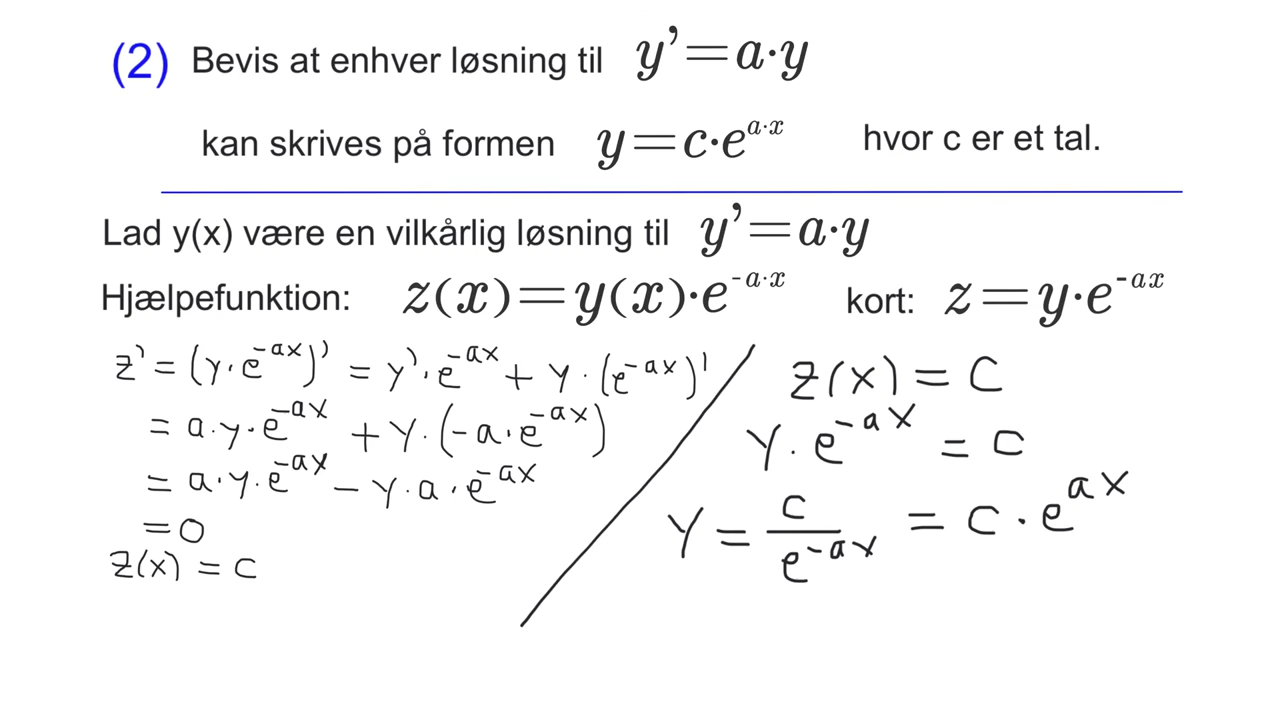 (2) Bevis at enhver løsning til y’=a·y
kan skrives på formen y=c·e^{a·x} hvor c er et tal.
Lad y(x) være en vilkårlig løsning til y’=a·y
Hjælpefunktion: z(x)=y(x)·e^{-a·x} kort: z=y·e^{-ax}
z' = (y·e^{-ax})' = y'·e^{-ax} + y·(e^{-ax})'
= a·y·e^{-ax} + y·(-a·e^{-ax})
= a·y·e^{-ax} - y·a·e^{-ax}
= 0
z(x) = c
z(x) = c
y·e^{-ax} = c
y = \frac{c}{e^{-ax}} = c·e^{ax}